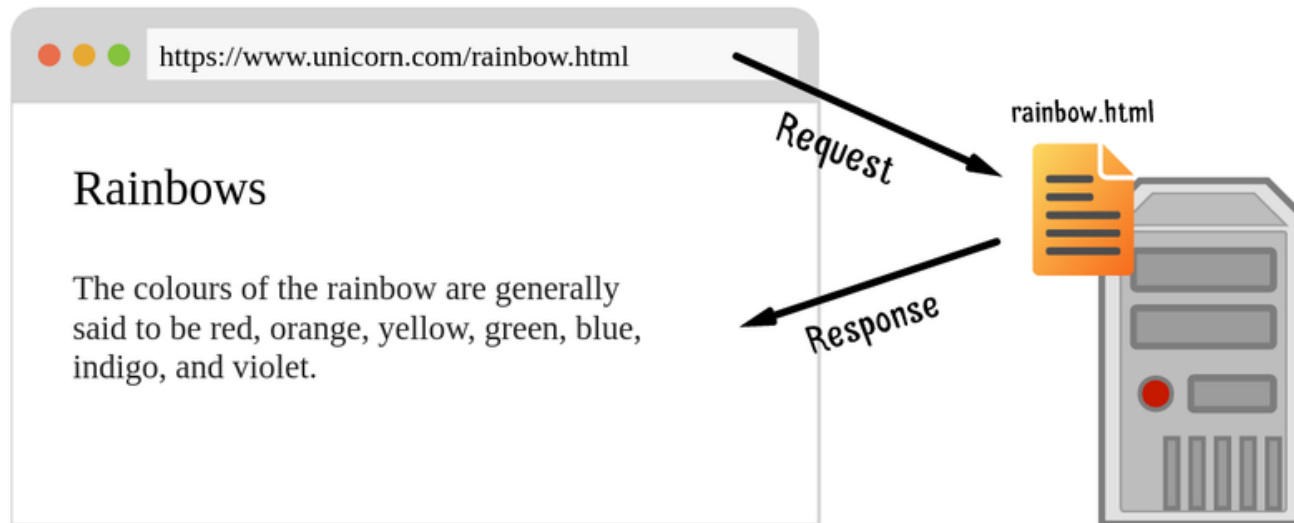 https://www.unicorn.com/rainbow.html
rainbow.html
Request
Rainbows
The colours of the rainbow are generally
said to be red, orange, yellow, green, blue,
indigo, and violet.
Response